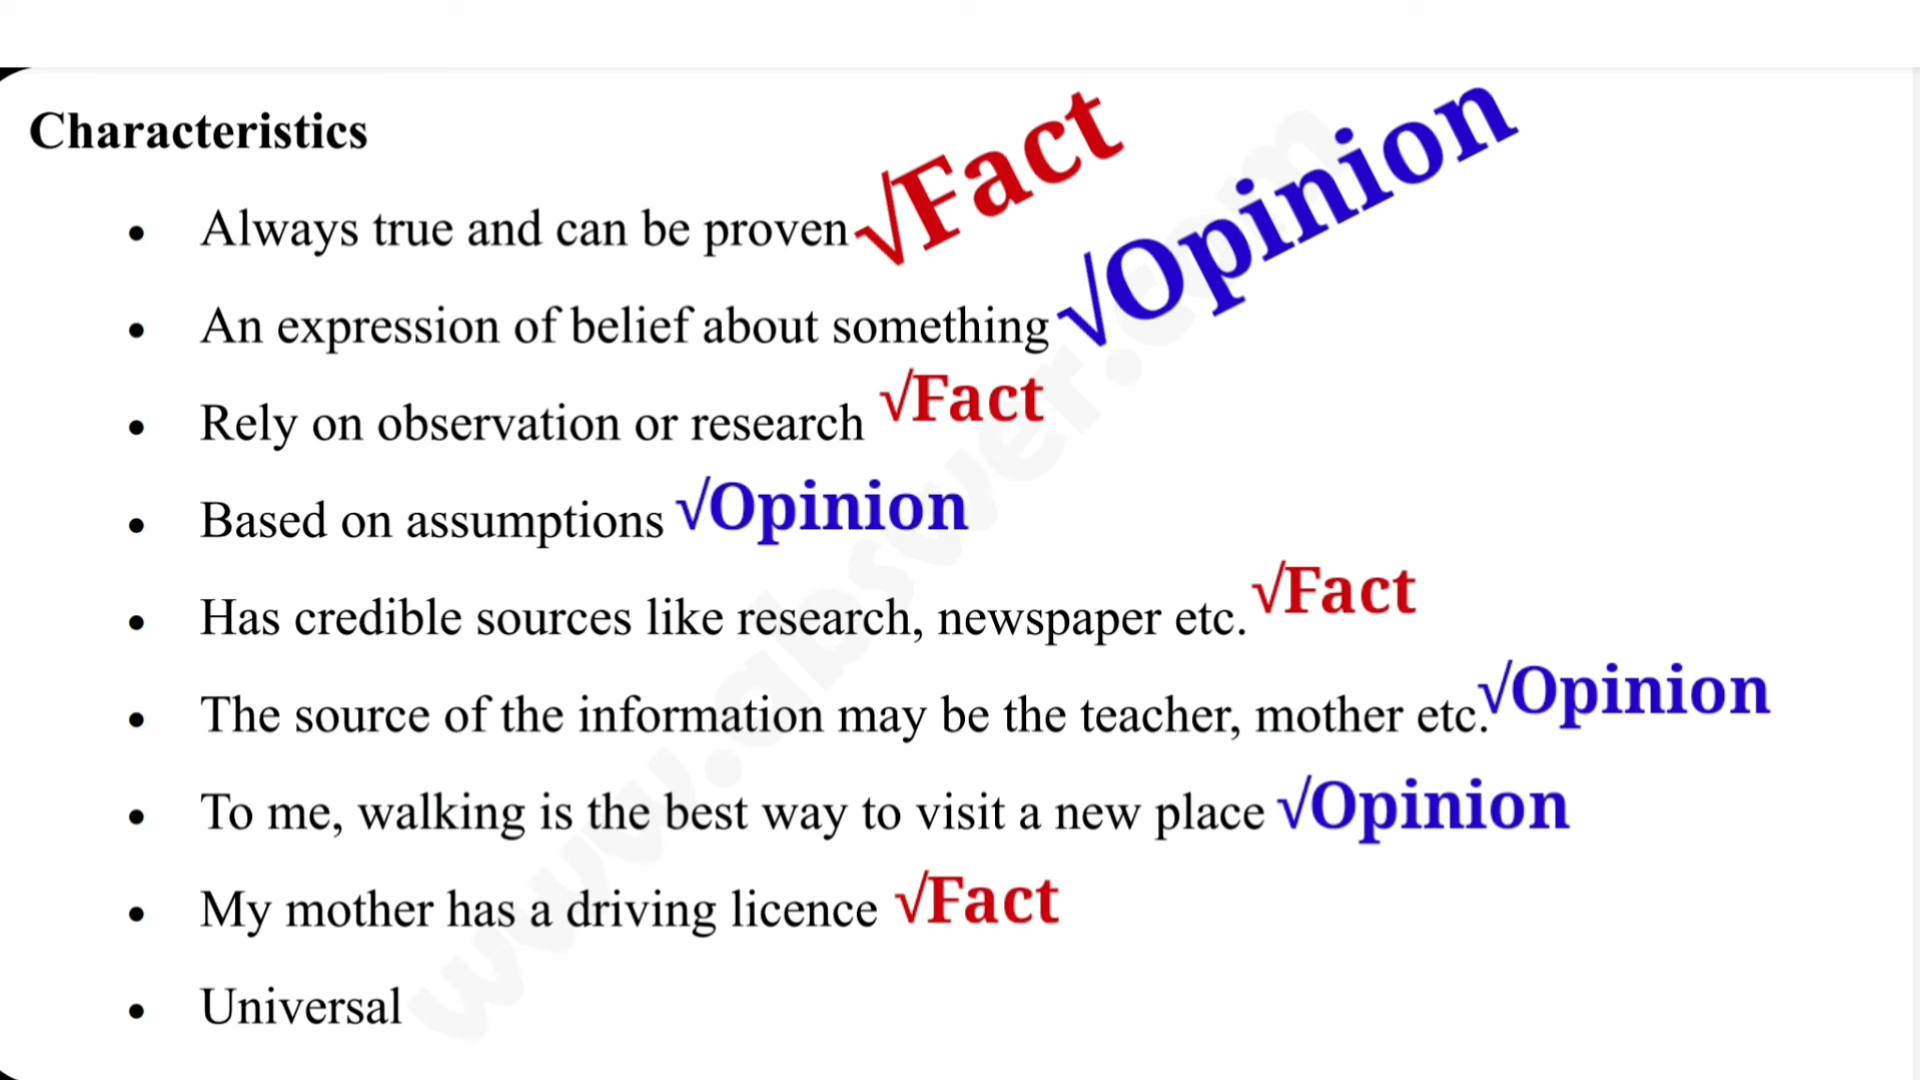 Characteristics
• Always true and can be proven √Fact
• An expression of belief about something √Opinion
• Rely on observation or research √Fact
• Based on assumptions √Opinion
• Has credible sources like research, newspaper etc. √Fact
• The source of the information may be the teacher, mother etc. √Opinion
• To me, walking is the best way to visit a new place √Opinion
• My mother has a driving licence √Fact
• Universal
www.abswer.com